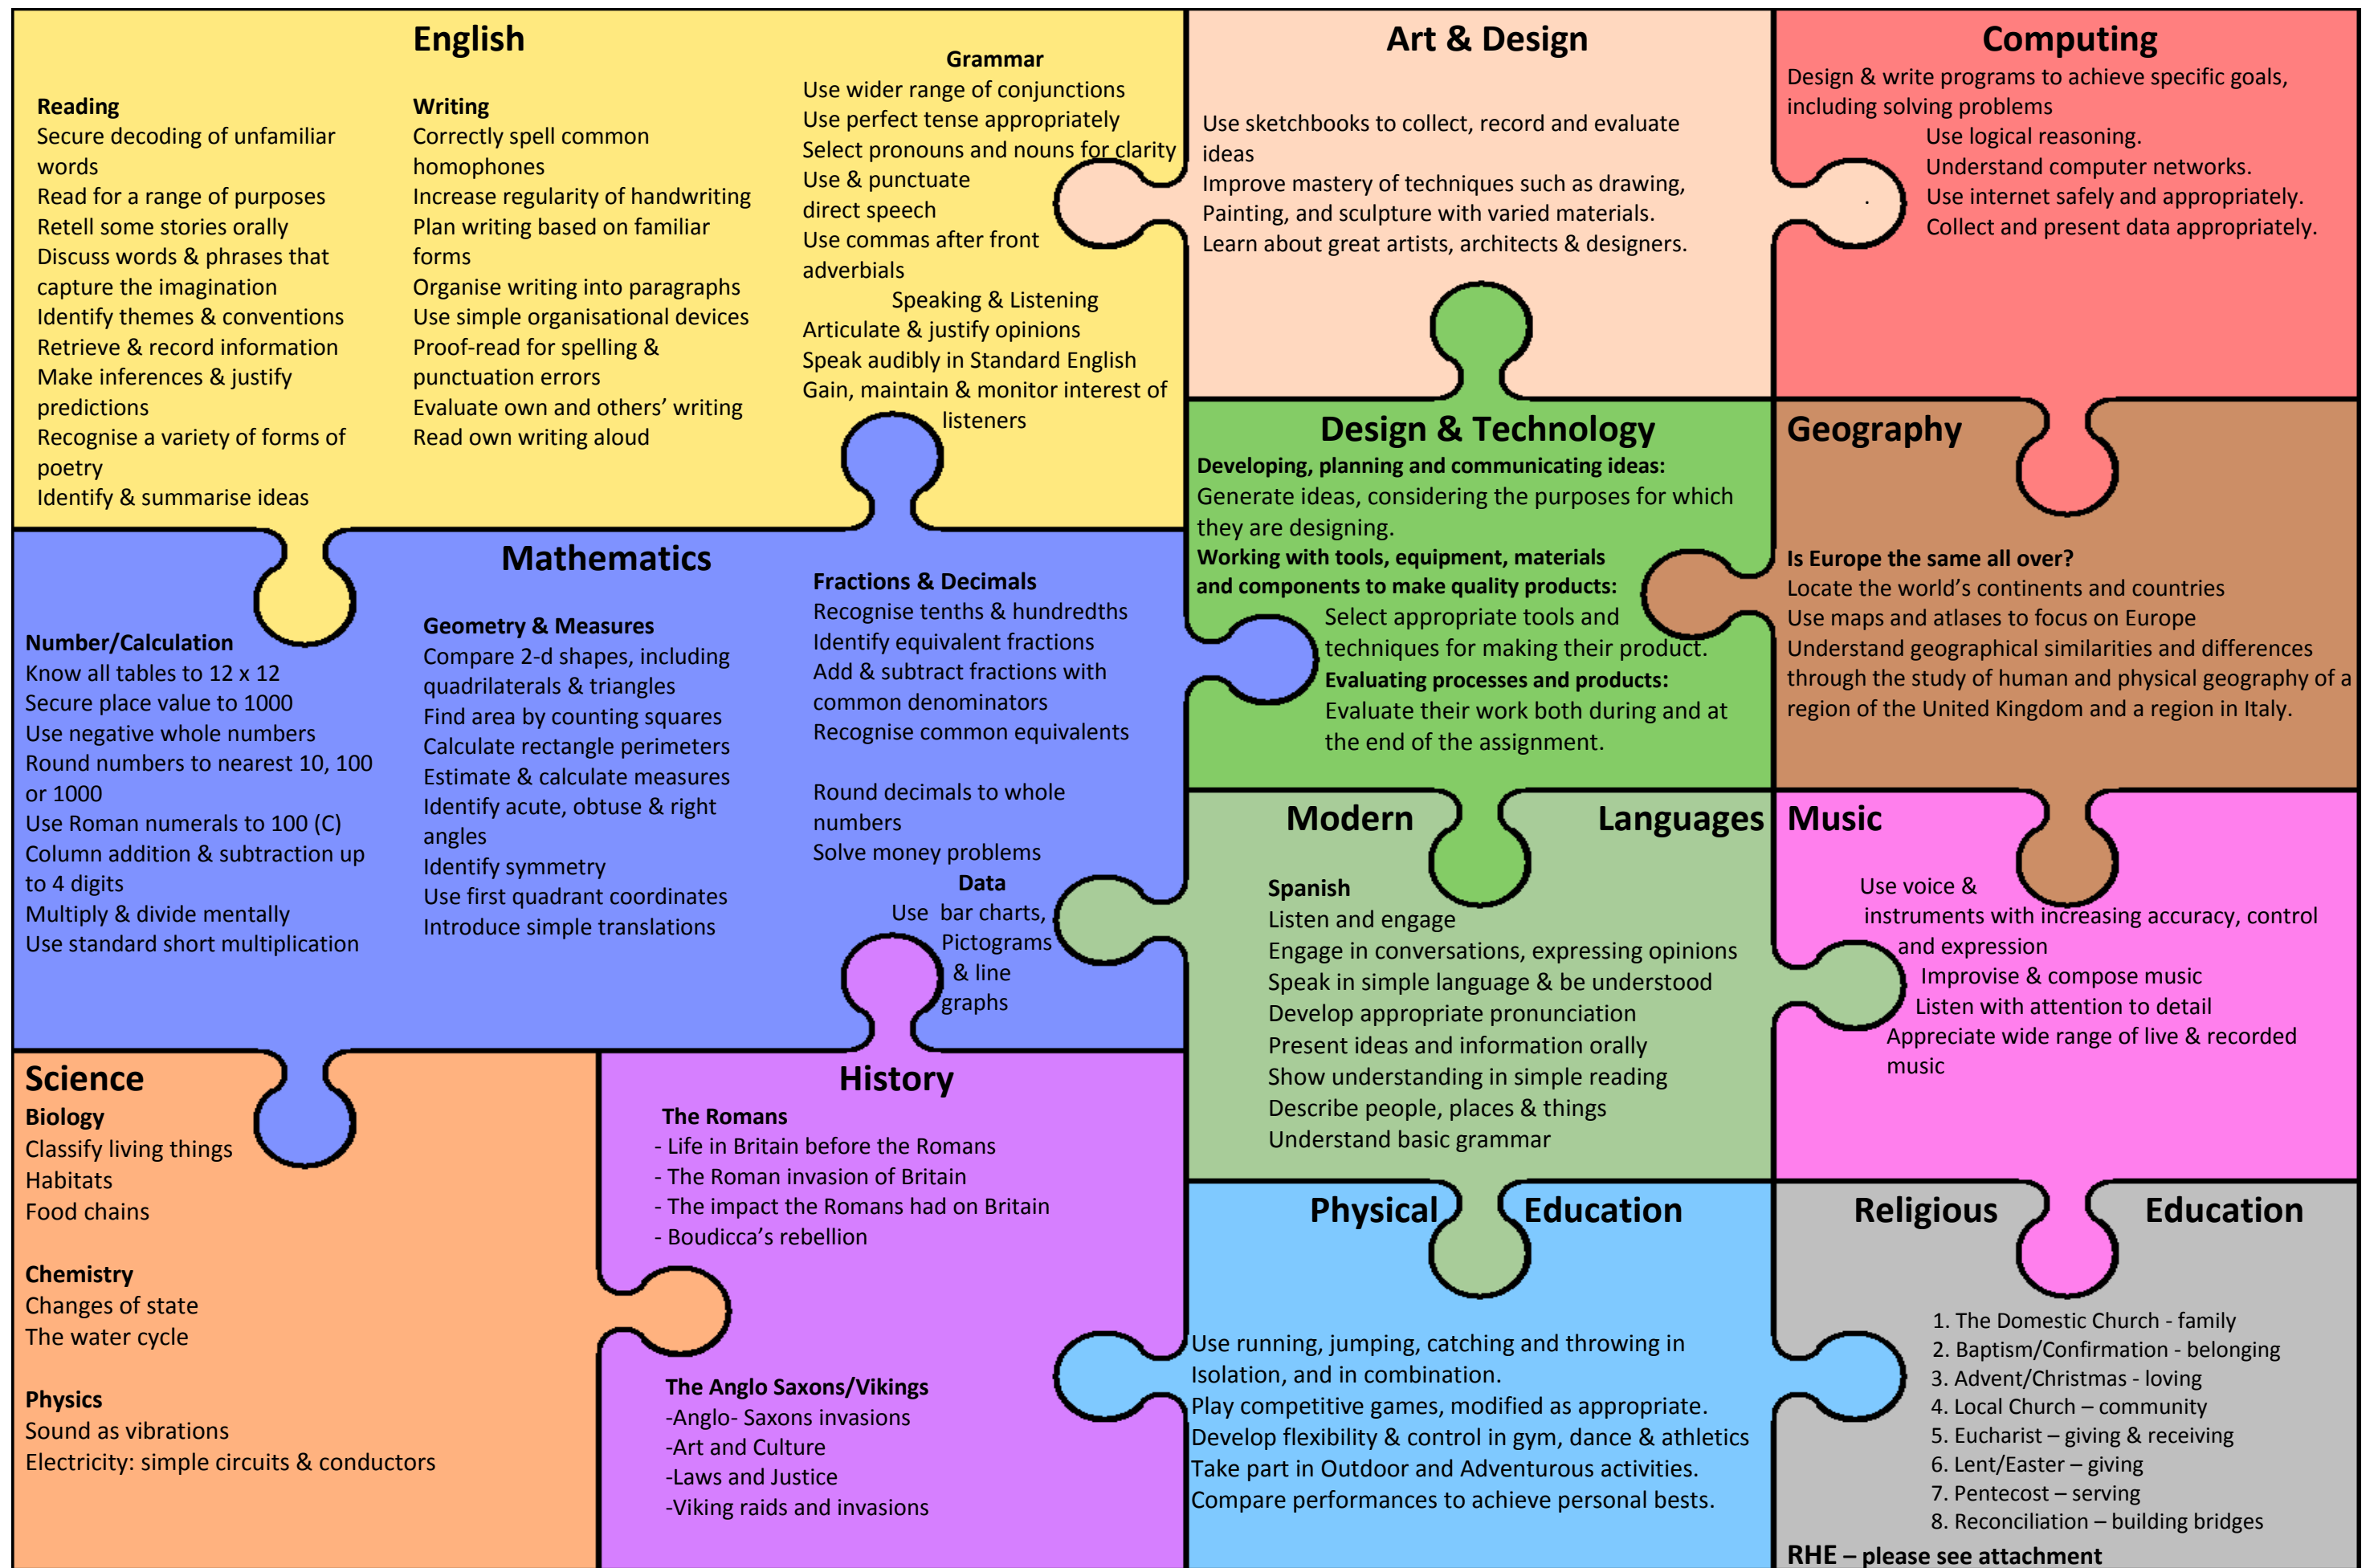 English
Reading
Secure decoding of unfamiliar
words
Read for a range of purposes
Retell some stories orally
Discuss words & phrases that
capture the imagination
Identify themes & conventions
Retrieve & record information
Make inferences & justify
predictions
Recognise a variety of forms of
poetry
Identify & summarise ideas
Writing
Correctly spell common
homophones
Increase regularity of handwriting
Plan writing based on familiar
forms
Organise writing into paragraphs
Use simple organisational devices
Proof-read for spelling &
punctuation errors
Evaluate own and others’ writing
Read own writing aloud
Grammar
Use wider range of conjunctions
Use perfect tense appropriately
Select pronouns and nouns for clarity
Use & punctuate
direct speech
Use commas after front
adverbials
Speaking & Listening
Articulate & justify opinions
Speak audibly in Standard English
Gain, maintain & monitor interest of
listeners
Art & Design
Use sketchbooks to collect, record and evaluate
ideas
Improve mastery of techniques such as drawing,
Painting, and sculpture with varied materials.
Learn about great artists, architects & designers.
Computing
Design & write programs to achieve specific goals,
including solving problems
Use logical reasoning.
Understand computer networks.
. Use internet safely and appropriately.
Collect and present data appropriately.
Mathematics
Number/Calculation
Know all tables to 12 x 12
Secure place value to 1000
Use negative whole numbers
Round numbers to nearest 10, 100
or 1000
Use Roman numerals to 100 (C)
Column addition & subtraction up
to 4 digits
Multiply & divide mentally
Use standard short multiplication
Geometry & Measures
Compare 2-d shapes, including
quadrilaterals & triangles
Find area by counting squares
Calculate rectangle perimeters
Estimate & calculate measures
Identify acute, obtuse & right
angles
Identify symmetry
Use first quadrant coordinates
Introduce simple translations
Fractions & Decimals
Recognise tenths & hundredths
Identify equivalent fractions
Add & subtract fractions with
common denominators
Recognise common equivalents
Round decimals to whole
numbers
Solve money problems
Data
Use bar charts,
Pictograms
& line
graphs
Design & Technology
Developing, planning and communicating ideas:
Generate ideas, considering the purposes for which
they are designing.
Working with tools, equipment, materials
and components to make quality products:
Select appropriate tools and
techniques for making their product.
Evaluating processes and products:
Evaluate their work both during and at
the end of the assignment.
Geography
Is Europe the same all over?
Locate the world’s continents and countries
Use maps and atlases to focus on Europe
Understand geographical similarities and differences
through the study of human and physical geography of a
region of the United Kingdom and a region in Italy.
Modern Languages
Spanish
Listen and engage
Engage in conversations, expressing opinions
Speak in simple language & be understood
Develop appropriate pronunciation
Present ideas and information orally
Show understanding in simple reading
Describe people, places & things
Understand basic grammar
Music
Use voice &
instruments with increasing accuracy, control
and expression
Improvise & compose music
Listen with attention to detail
Appreciate wide range of live & recorded
music
Science
Biology
Classify living things
Habitats
Food chains
Chemistry
Changes of state
The water cycle
Physics
Sound as vibrations
Electricity: simple circuits & conductors
History
The Romans
- Life in Britain before the Romans
- The Roman invasion of Britain
- The impact the Romans had on Britain
- Boudicca’s rebellion
The Anglo Saxons/Vikings
-Anglo- Saxons invasions
-Art and Culture
-Laws and Justice
-Viking raids and invasions
Physical Education
Use running, jumping, catching and throwing in
Isolation, and in combination.
Play competitive games, modified as appropriate.
Develop flexibility & control in gym, dance & athletics
Take part in Outdoor and Adventurous activities.
Compare performances to achieve personal bests.
Religious Education
1. The Domestic Church - family
2. Baptism/Confirmation - belonging
3. Advent/Christmas - loving
4. Local Church – community
5. Eucharist – giving & receiving
6. Lent/Easter – giving
7. Pentecost – serving
8. Reconciliation – building bridges
RHE – please see attachment